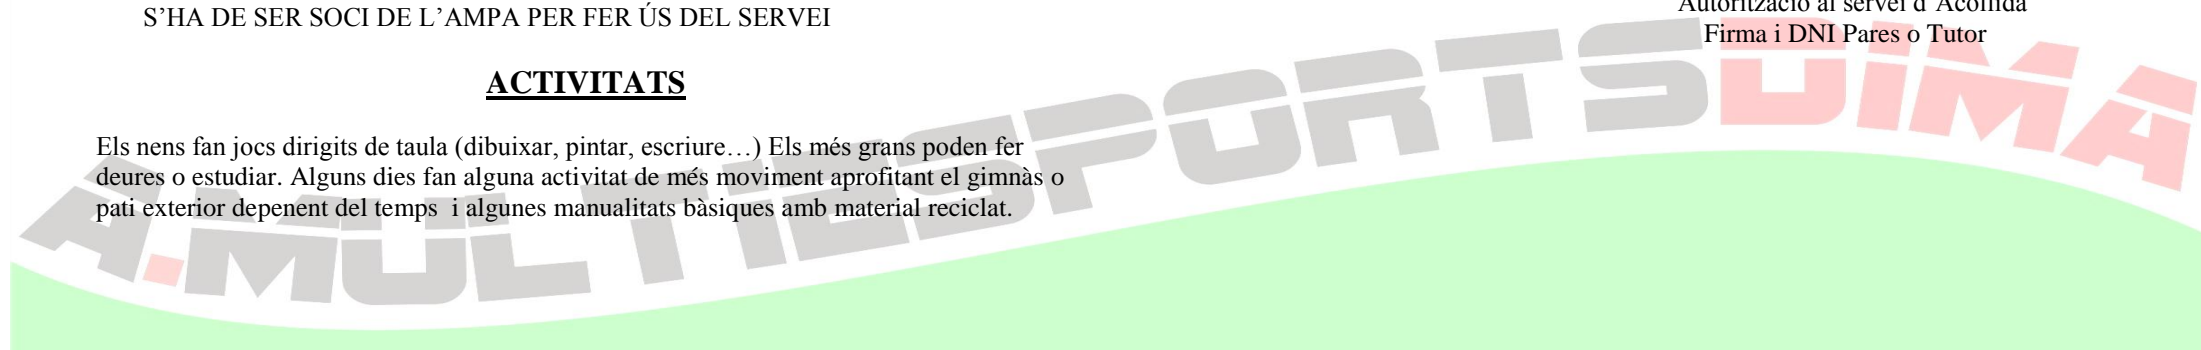 S’HA DE SER SOCI DE L’AMPA PER FER ÚS DEL SERVEI
ACTIVITATS
Els nens fan jocs dirigits de taula (dibuixar, pintar, escriure…) Els més grans poden fer
deures o estudiar. Alguns dies fan alguna activitat de més moviment aprofitant el gimnàs o
pati exterior depenent del temps  i algunes manualitats bàsiques amb material reciclat.
Autorització al servei d’Acollida
Firma i DNI Pares o Tutor
A.MULTiESPORTSDiMA